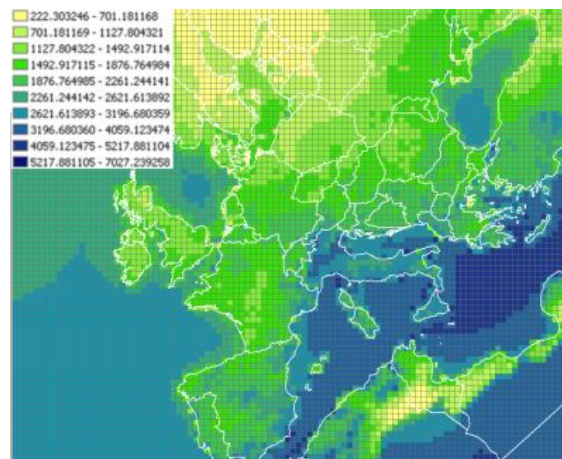 222.303246 - 701.181168
701.181169 - 1127.804321
1127.804322 - 1492.917114
1492.917115 - 1876.764984
1876.764985 - 2261.244141
2261.244142 - 2621.613892
2621.613893 - 3196.680359
3196.680360 - 4059.123474
4059.123475 - 5217.881104
5217.881105 - 7027.239258